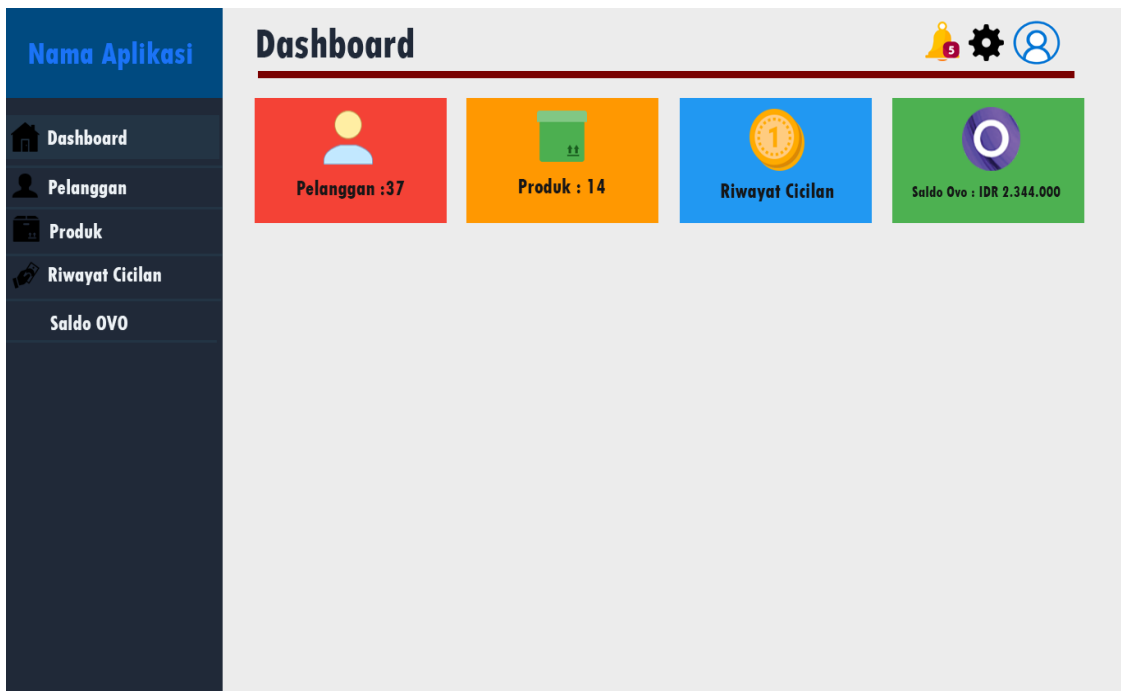 Nama Aplikasi
Dashboard
Pelanggan
Produk
Riwayat Cicilan
Saldo OVO
Dashboard
5
Pelanggan :37
Produk : 14
1
Riwayat Cicilan
O
Saldo Ovo : IDR 2.344.000